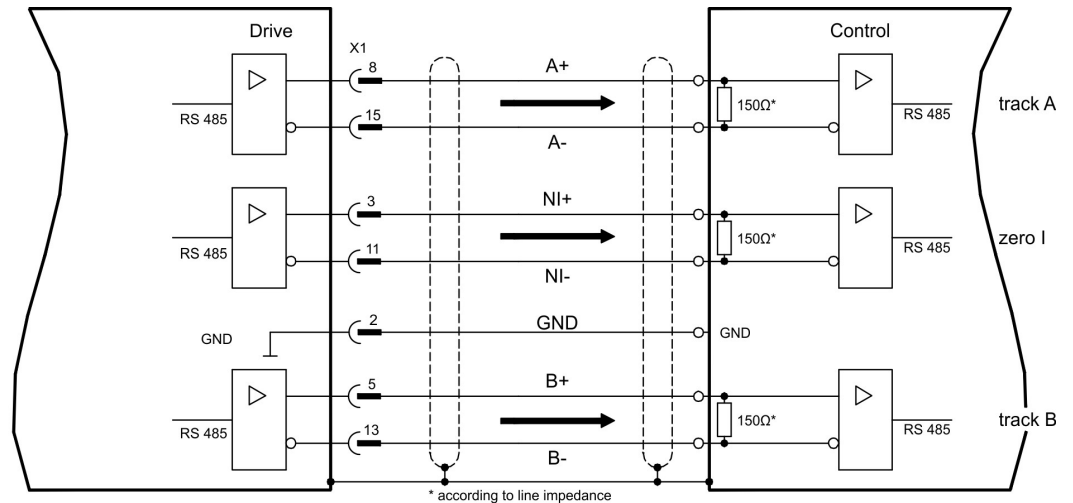 Drive
Control
X1
8
A+
150Ω*
RS 485
RS 485
track A
15
A-
3
NI+
150Ω*
RS 485
RS 485
zero I
11
NI-
2
GND
GND
GND
5
B+
150Ω*
RS 485
RS 485
track B
13
B-
* according to line impedance